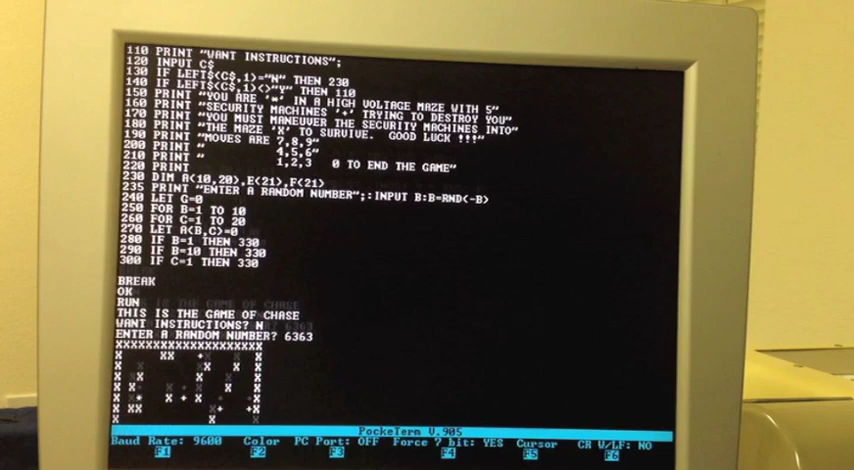 110 PRINT "WANT INSTRUCTIONS";
120 INPUT C$
130 IF LEFT$(C$,1)="N" THEN 230
140 IF LEFT$(C$,1)<>"Y" THEN 110
150 PRINT "YOU ARE '*' IN A HIGH VOLTAGE MAZE WITH 5"
160 PRINT "SECURITY MACHINES '+' TRYING TO DESTROY YOU"
170 PRINT "YOU MUST MANEUVER THE SECURITY MACHINES INTO"
180 PRINT "THE MAZE 'X' TO SURVIVE.  GOOD LUCK !!!"
190 PRINT "MOVES ARE 7,8,9"
200 PRINT "          4,5,6"
210 PRINT "          1,2,3   0 TO END THE GAME"
220 PRINT
230 DIM A(10,20),E(21),F(21)
235 PRINT "ENTER A RANDOM NUMBER";:INPUT B:B=RND(-B)
240 LET G=0
250 FOR B=1 TO 10
260 FOR C=1 TO 20
270 LET A(B,C)=0
280 IF B=1 THEN 330
290 IF B=10 THEN 330
300 IF C=1 THEN 330
BREAK
OK
RUN
THIS IS THE GAME OF CHASE
WANT INSTRUCTIONS? N
ENTER A RANDOM NUMBER? 6363
XXXXXXXXXXXXXXXXXXXX
PockeTerm V.905
Baud Rate: 9600 Color PC Port: OFF Force 7 bit: YES Cursor CR W/LF: NO
F1 F2 F3 F4 F5 F6